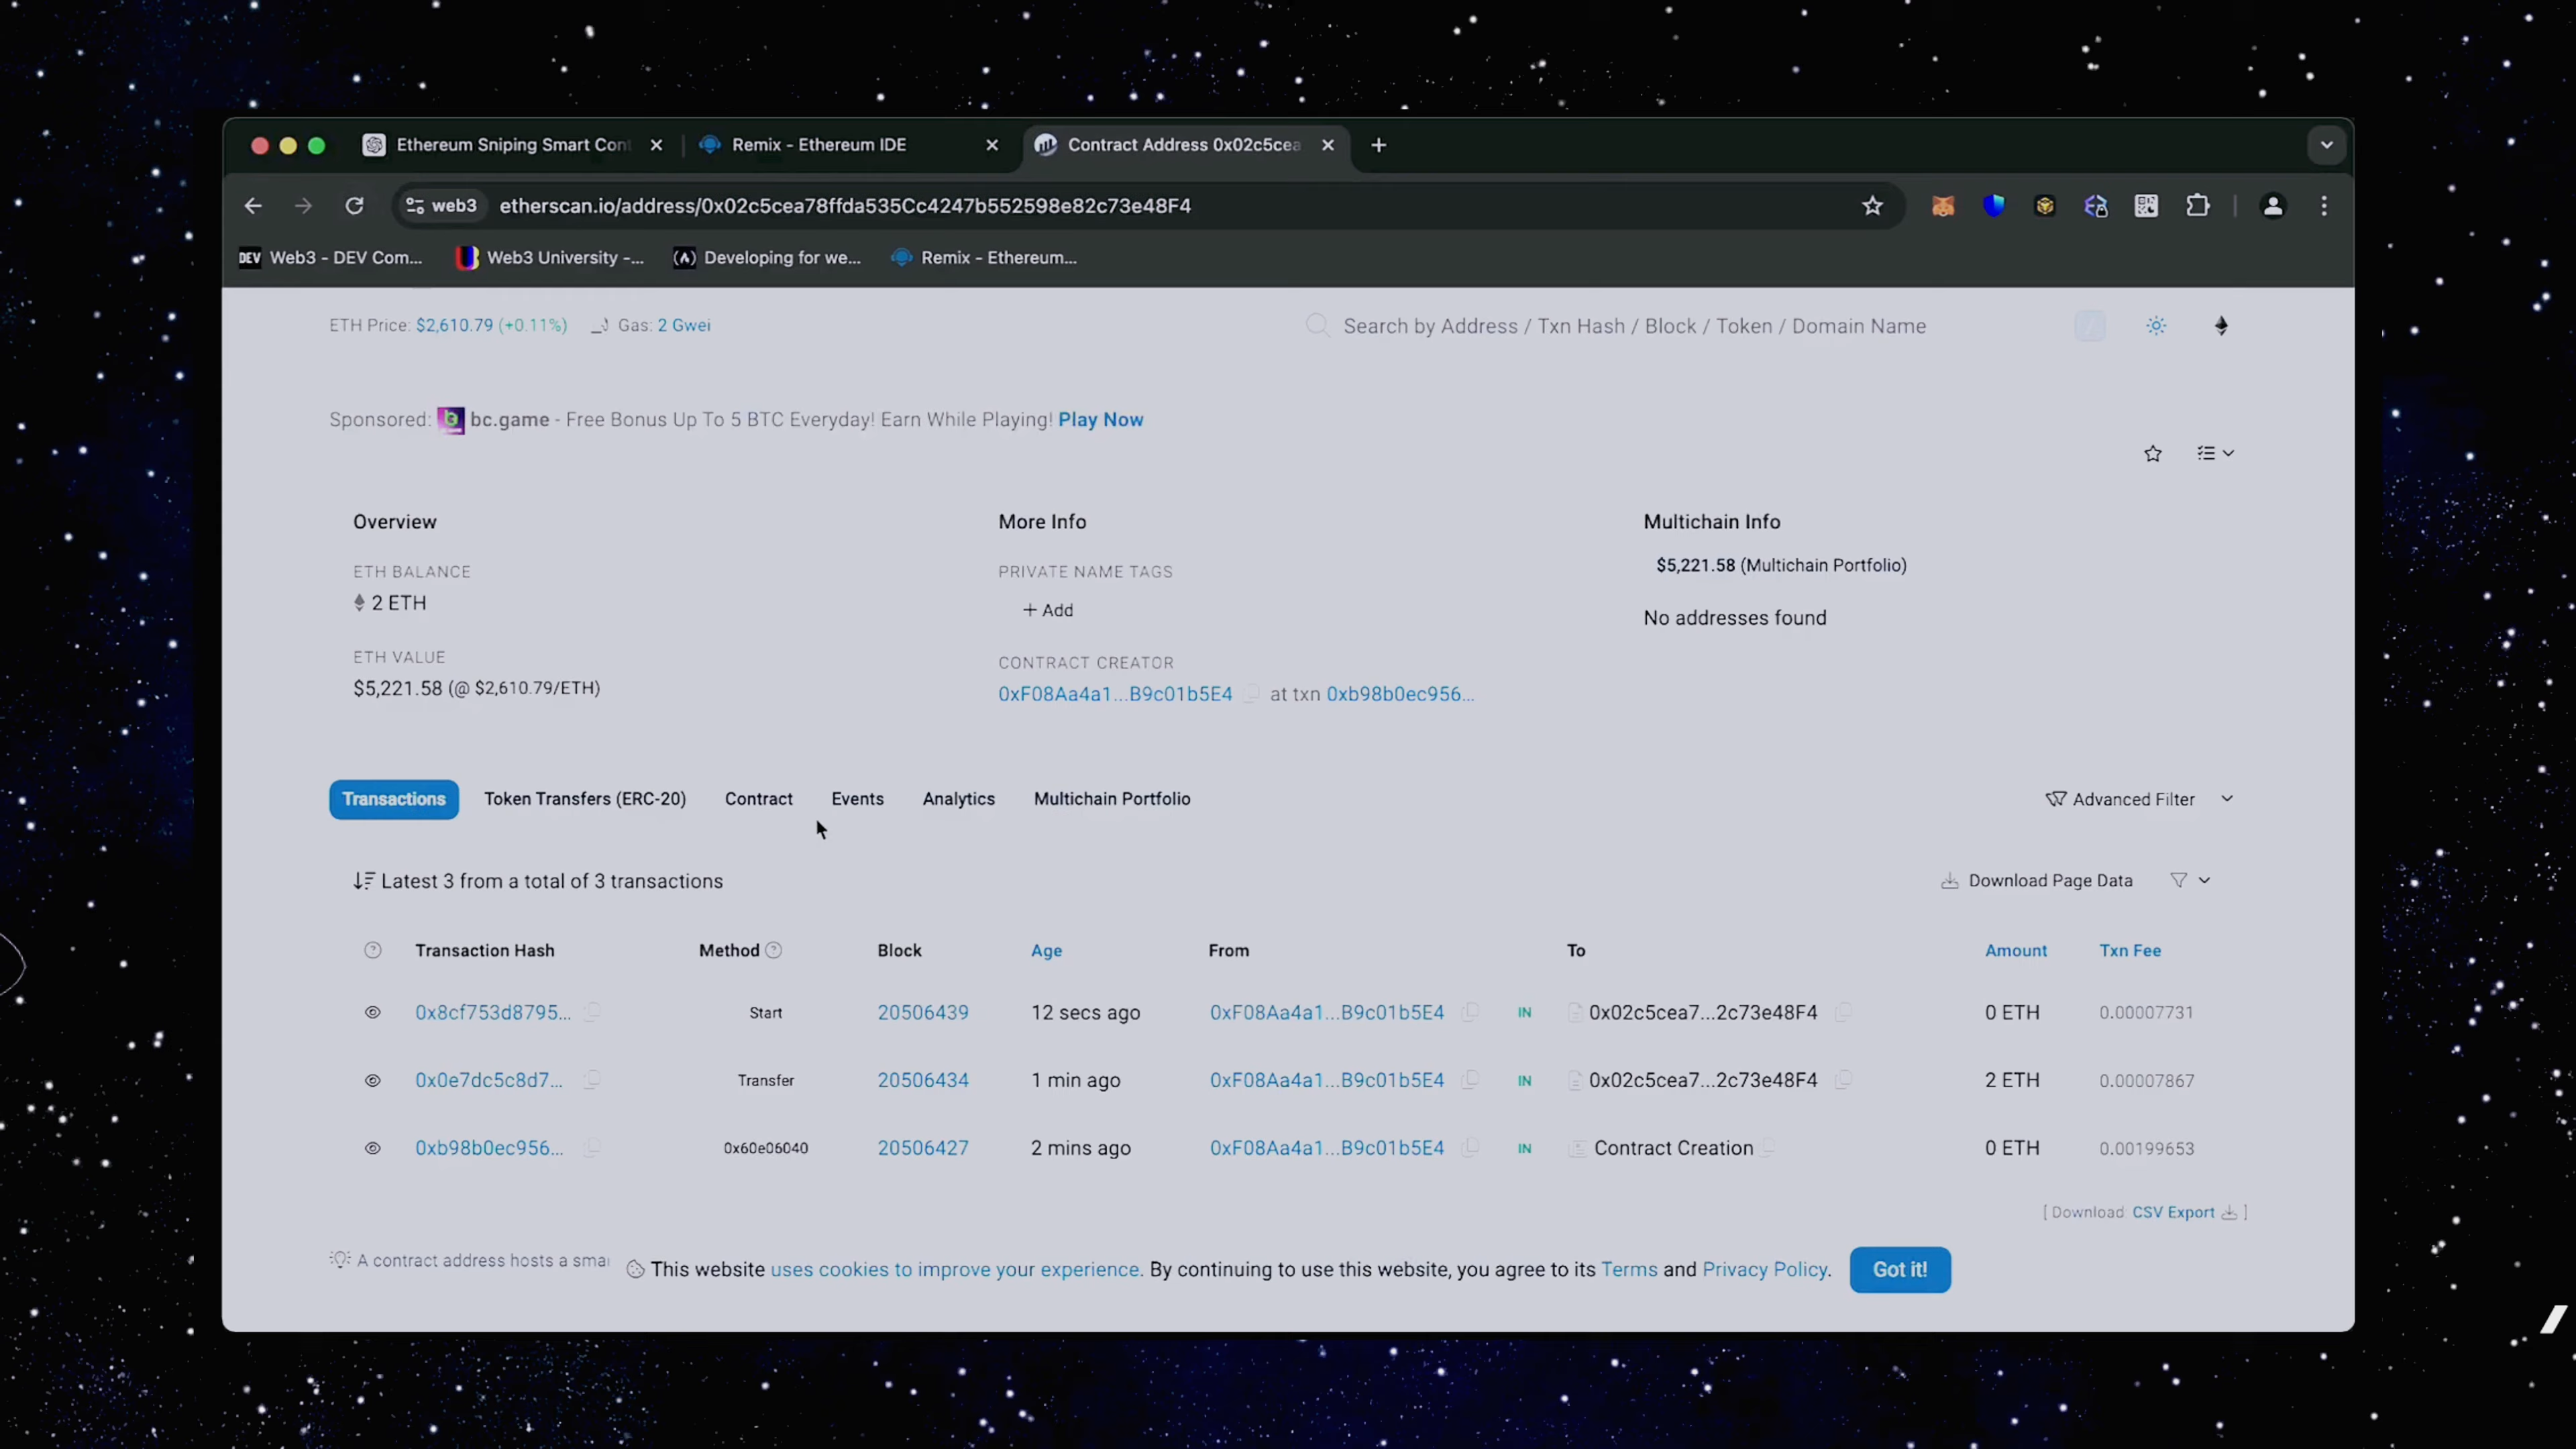 Ethereum Sniping Smart Con
Remix - Ethereum IDE
Contract Address 0x02c5cea
web3
etherscan.io/address/0x02c5cea78ffda535Cc4247b552598e82c73e48F4
DEV Web3 - DEV Com...
Web3 University -...
Developing for we...
Remix - Ethereum...
ETH Price: $2,610.79 (+0.11%) Gas: 2 Gwei
Search by Address / Txn Hash / Block / Token / Domain Name
Sponsored: bc.game - Free Bonus Up To 5 BTC Everyday! Earn While Playing! Play Now
Overview
ETH BALANCE
2 ETH
ETH VALUE
$5,221.58 (@ $2,610.79/ETH)
More Info
PRIVATE NAME TAGS
+ Add
CONTRACT CREATOR
0xF08Aa4a1...B9c01b5E4 at txn 0xb98b0ec956...
Multichain Info
$5,221.58 (Multichain Portfolio)
No addresses found
Transactions Token Transfers (ERC-20) Contract Events Analytics Multichain Portfolio
Advanced Filter
Latest 3 from a total of 3 transactions
Download Page Data
Transaction Hash Method Block Age From To Amount Txn Fee
0x8cf753d8795... Start 20506439 12 secs ago 0xF08Aa4a1...B9c01b5E4 IN 0x02c5cea7...2c73e48F4 0 ETH 0.00007731
0x0e7dc5c8d7... Transfer 20506434 1 min ago 0xF08Aa4a1...B9c01b5E4 IN 0x02c5cea7...2c73e48F4 2 ETH 0.00007867
0xb98b0ec956... 0x60e06040 20506427 2 mins ago 0xF08Aa4a1...B9c01b5E4 IN Contract Creation 0 ETH 0.00199653
[ Download CSV Export ]
A contract address hosts a smar
This website uses cookies to improve your experience. By continuing to use this website, you agree to its Terms and Privacy Policy.
Got it!